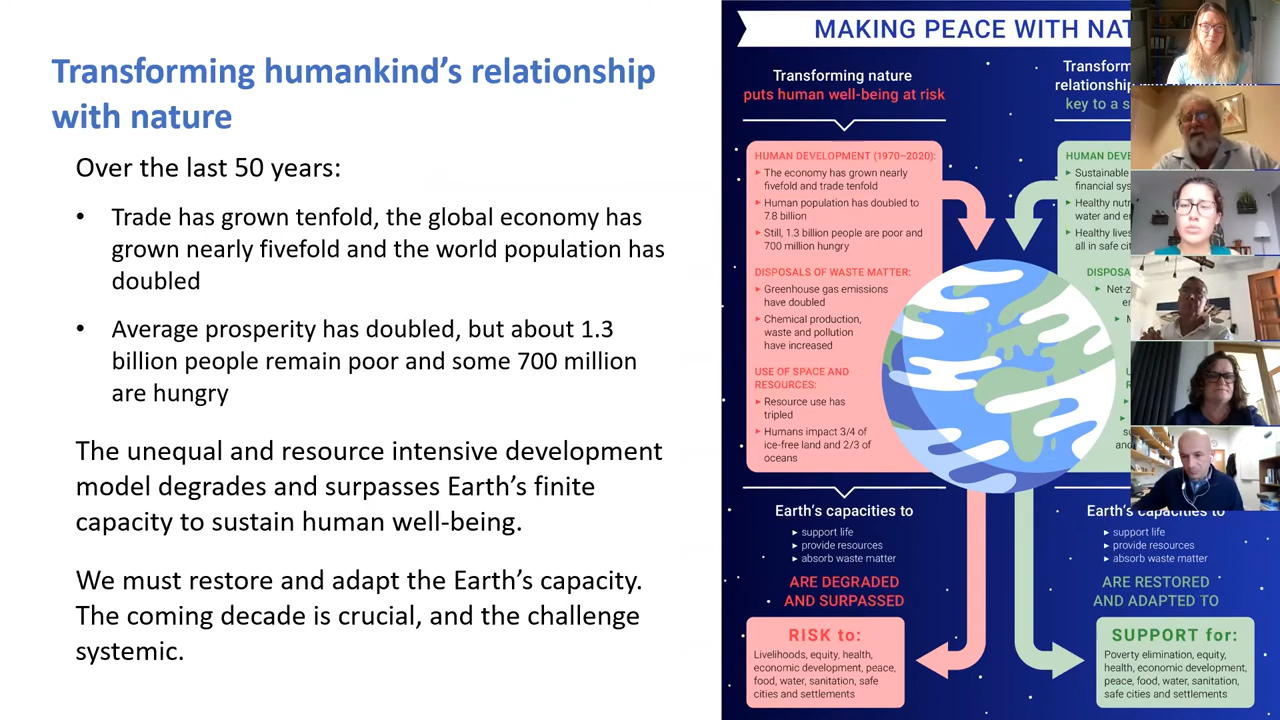 Transforming humankind's relationship
with nature
Over the last 50 years:
• Trade has grown tenfold, the global economy has
grown nearly fivefold and the world population has
doubled
• Average prosperity has doubled, but about 1.3
billion people remain poor and some 700 million
are hungry
The unequal and resource intensive development
model degrades and surpasses Earth's finite
capacity to sustain human well-being.
We must restore and adapt the Earth's capacity.
The coming decade is crucial, and the challenge
systemic.
MAKING PEACE WITH NAT
Transforming nature
puts human well-being at risk
HUMAN DEVELOPMENT (1970–2020):
▸ The economy has grown nearly
fivefold and trade tenfold
▸ Human population has doubled to
7.8 billion
▸ Still, 1.3 billion people are poor and
700 million hungry
DISPOSALS OF WASTE MATTER:
▸ Greenhouse gas emissions
have doubled
▸ Chemical production,
waste and pollution
have increased
USE OF SPACE AND
RESOURCES:
▸ Resource use has
tripled
▸ Humans impact 3/4 of
ice-free land and 2/3 of
oceans
Earth's capacities to
▸ support life
▸ provide resources
▸ absorb waste matter
ARE DEGRADED
AND SURPASSED
RISK to:
Livelihoods, equity, health,
economic development, peace,
food, water, sanitation, safe
cities and settlements
Transform
relationship
key to a s
HUMAN DEVE
▸ Sustainable
financial sys
▸ Healthy nutr
water and en
▸ Healthy lives
all in safe cit
DISPOSA
▸ Net-z
Earth's capacities to
▸ support life
▸ provide resources
▸ absorb waste matter
ARE RESTORED
AND ADAPTED TO
SUPPORT for:
Poverty elimination, equity,
health, economic development,
peace, food, water, sanitation,
safe cities and settlements